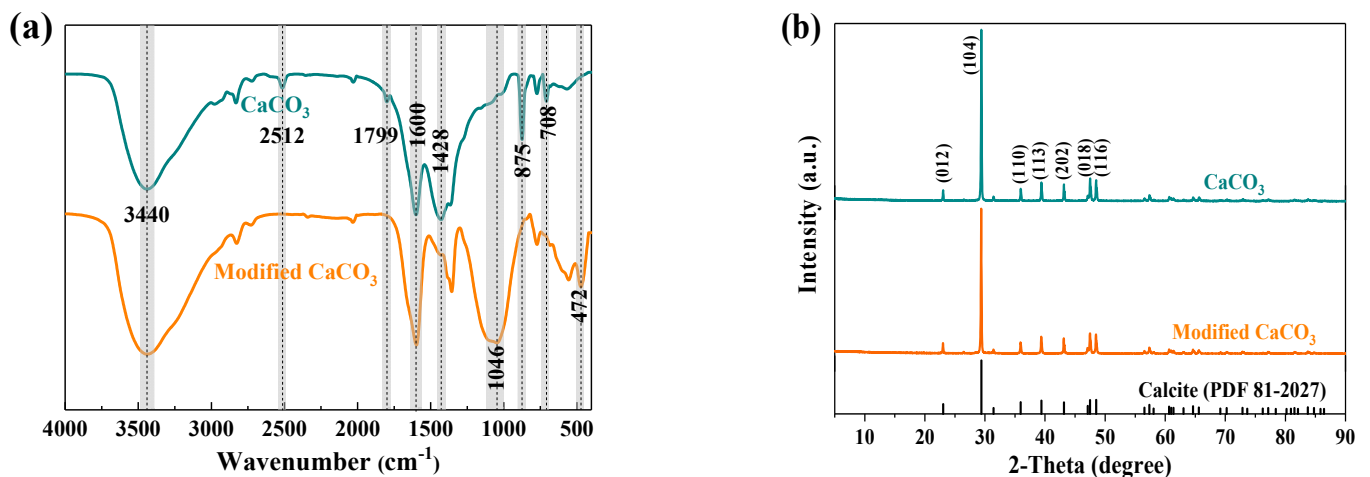 (a)
CaCO3
2512
1799
1600
1428
875
708
3440
Modified CaCO3
1046
472
4000 3500 3000 2500 2000 1500 1000 500
Wavenumber (cm-1)
(b)
Intensity (a.u.)
(012)
(104)
(110)
(113)
(202)
(018)
(116)
CaCO3
Modified CaCO3
Calcite (PDF 81-2027)
10 20 30 40 50 60 70 80 90
2-Theta (degree)